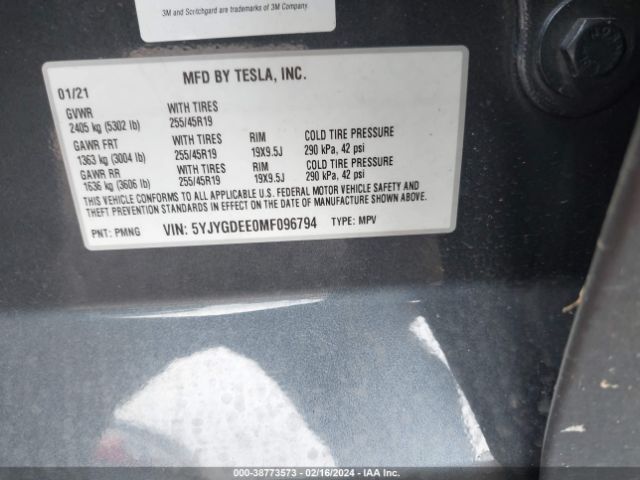 3M and Scotchgard are trademarks of 3M Company.
MFD BY TESLA, INC.
01/21
GVWR WITH TIRES
2405 kg (5302 lb) 255/45R19
GAWR FRT WITH TIRES RIM COLD TIRE PRESSURE
1363 kg (3004 lb) 255/45R19 19X9.5J 290 kPa, 42 psi
GAWR RR WITH TIRES RIM COLD TIRE PRESSURE
1636 kg (3606 lb) 255/45R19 19X9.5J 290 kPa, 42 psi
THIS VEHICLE CONFORMS TO ALL APPLICABLE U.S. FEDERAL MOTOR VEHICLE SAFETY AND
THEFT PREVENTION STANDARDS IN EFFECT ON THE DATE OF MANUFACTURE SHOWN ABOVE.
PNT: PMNG VIN: 5YJYGDEE0MF096794 TYPE: MPV
000-38773573 - 02/16/2024 - IAA Inc.